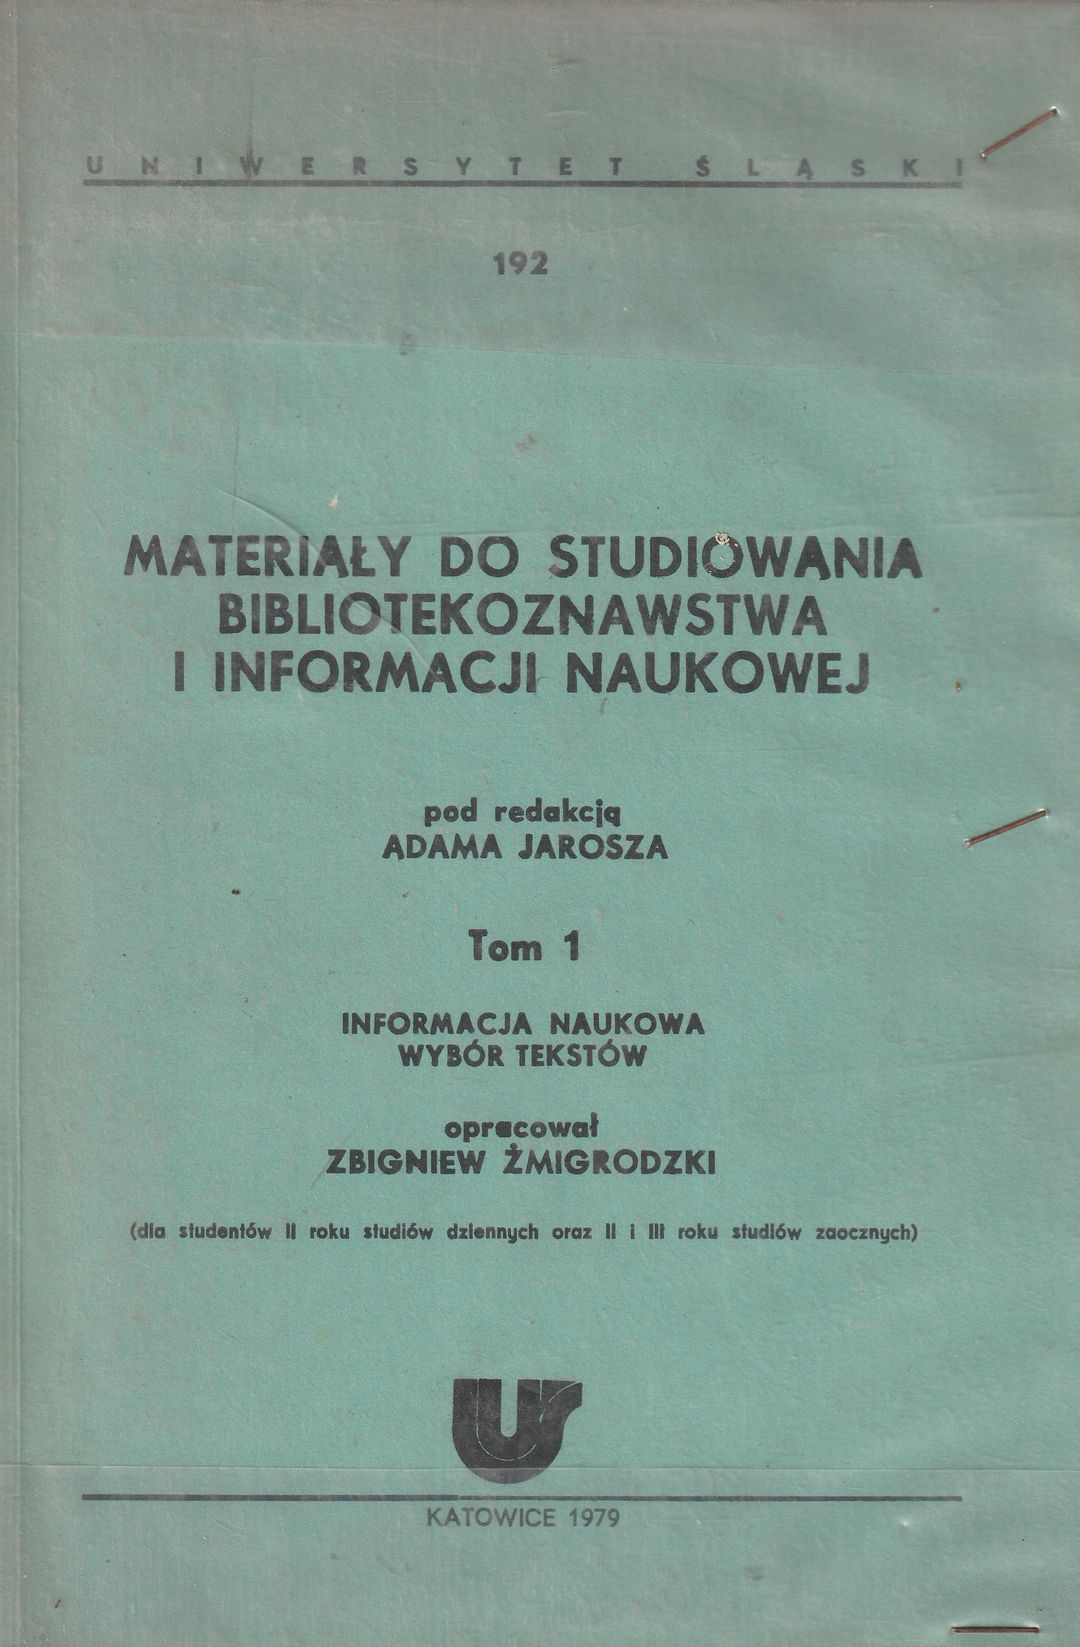 UNIWERSYTET ŚLĄSKI
192
MATERIAŁY DO STUDIOWANIA
BIBLIOTEKOZNAWSTWA
I INFORMACJI NAUKOWEJ
pod redakcją
ADAMA JAROSZA
Tom 1
INFORMACJA NAUKOWA
WYBÓR TEKSTÓW
opracował
ZBIGNIEW ŻMIGRODZKI
(dla studentów II roku studiów dziennych oraz II i III roku studiów zaocznych)
UŚ
KATOWICE 1979